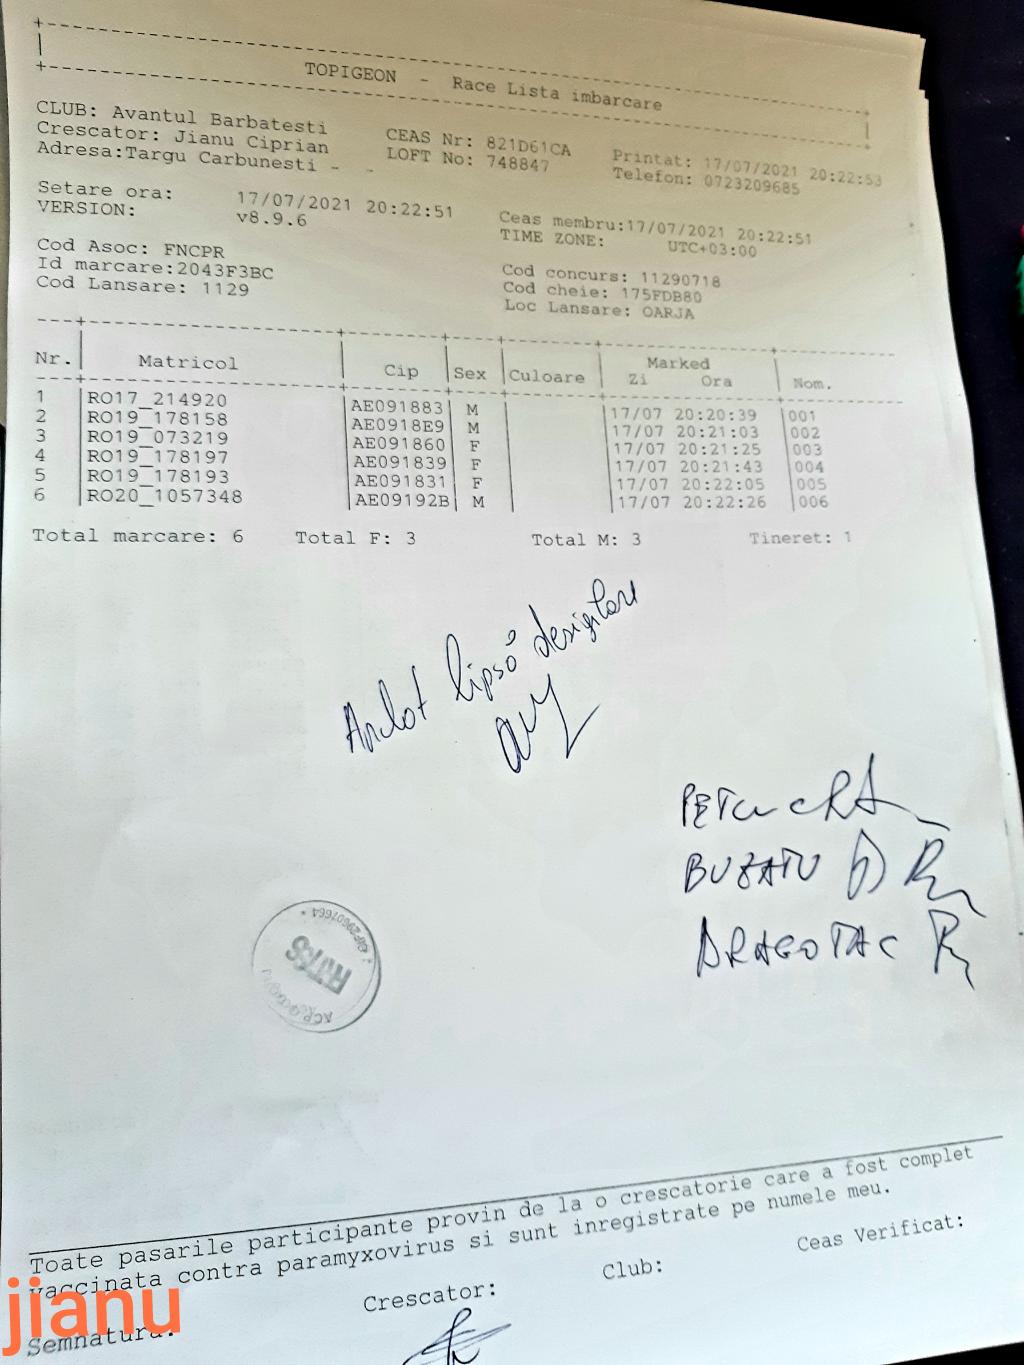 TOPIGEON - Race Lista imbarcare
CLUB: Avantul Barbatesti
Crescator: Jianu Ciprian CEAS Nr: 821D61CA Printat: 17/07/2021 20:22:53
Adresa:Targu Carbunesti - - LOFT No: 748847 Telefon: 0723209685
Setare ora: 17/07/2021 20:22:51 Ceas membru:17/07/2021 20:22:51
VERSION: v8.9.6 TIME ZONE: UTC+03:00
Cod Asoc: FNCPR Cod concurs: 11290718
Id marcare:2043F3BC Cod cheie: 175FDB80
Cod Lansare: 1129 Loc Lansare: OARJA
Nr. Matricol Cip Sex Culoare Marked Zi Ora Nom.
1 RO17_214920 AE091883 M 17/07 20:20:39 001
2 RO19_178158 AE0918E9 M 17/07 20:21:03 002
3 RO19_073219 AE091860 F 17/07 20:21:25 003
4 RO19_178197 AE091839 F 17/07 20:21:43 004
5 RO19_178193 AE091831 F 17/07 20:22:05 005
6 RO20_1057348 AE09192B M 17/07 20:22:26 006
Total marcare: 6 Total F: 3 Total M: 3 Tineret: 1
lipsă desigilare
BUZATU
Toate pasarile participante provin de la o crescatorie care a fost complet
vaccinata contra paramyxovirus si sunt inregistrate pe numele meu.
Semnatura: Crescator: Club: Ceas Verificat:
jianu